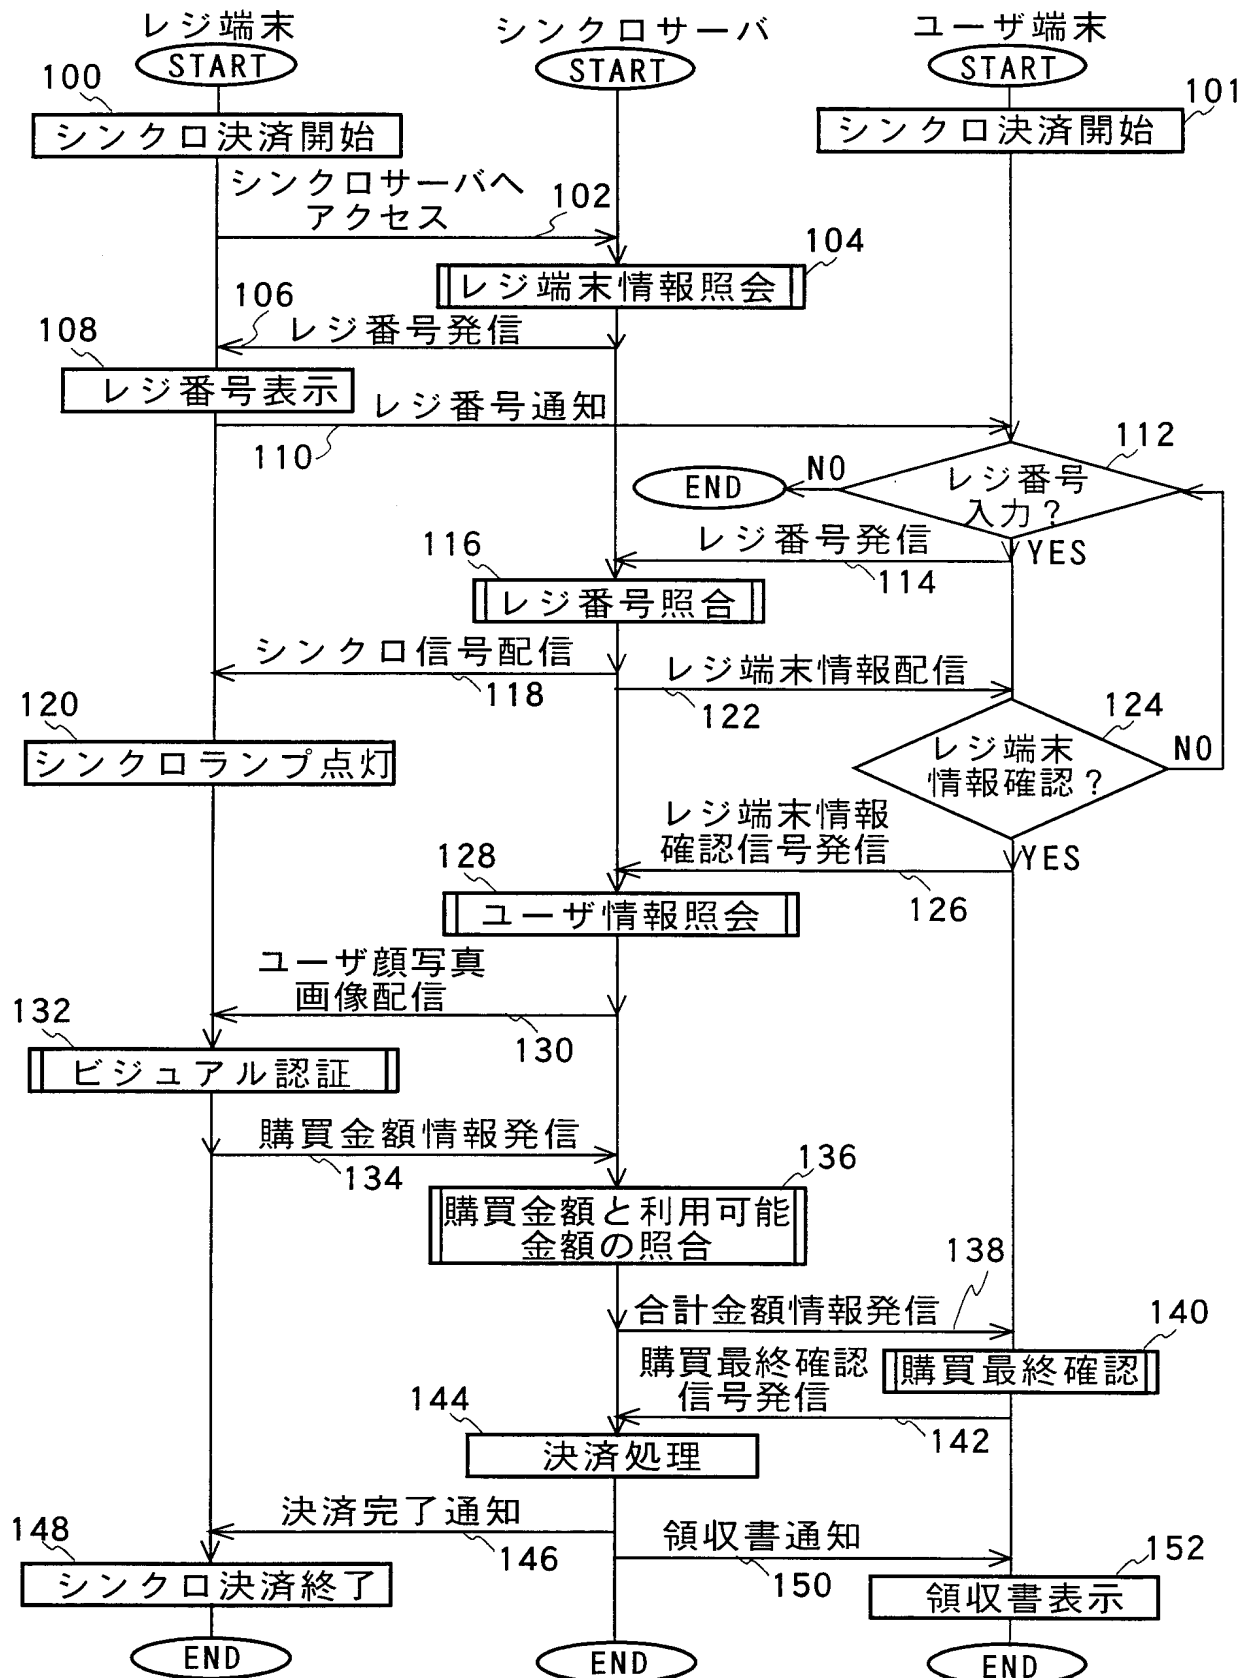 レジ端末
シンクロサーバ
ユーザ端末
START
START
START
100
シンクロ決済開始
101
シンクロ決済開始
シンクロサーバへ
アクセス
102
104
レジ端末情報照会
106
レジ番号発信
108
レジ番号表示
レジ番号通知
110
112
レジ番号
入力?
NO
END
YES
レジ番号発信
114
116
レジ番号照合
シンクロ信号配信
118
レジ端末情報配信
122
120
シンクロランプ点灯
124
レジ端末
情報確認?
NO
YES
レジ端末情報
確認信号発信
126
128
ユーザ情報照会
ユーザ顔写真
画像配信
130
132
ビジュアル認証
購買金額情報発信
134
136
購買金額と利用可能
金額の照合
138
合計金額情報発信
140
購買最終確認
購買最終確認
信号発信
142
144
決済処理
決済完了通知
146
148
シンクロ決済終了
領収書通知
150
152
領収書表示
END
END
END